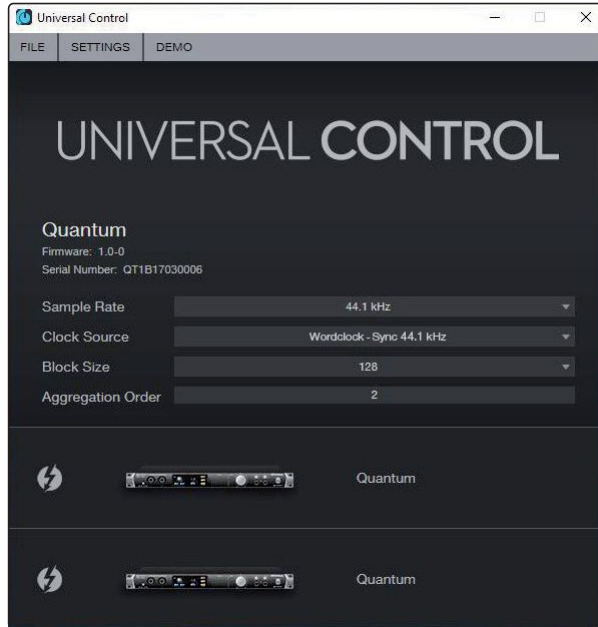 Universal Control
FILE SETTINGS DEMO
UNIVERSAL CONTROL
Quantum
Firmware: 1.0-0
Serial Number: QT1B17030006
Sample Rate 44.1 kHz
Clock Source Wordclock - Sync 44.1 kHz
Block Size 128
Aggregation Order 2
Quantum
Quantum